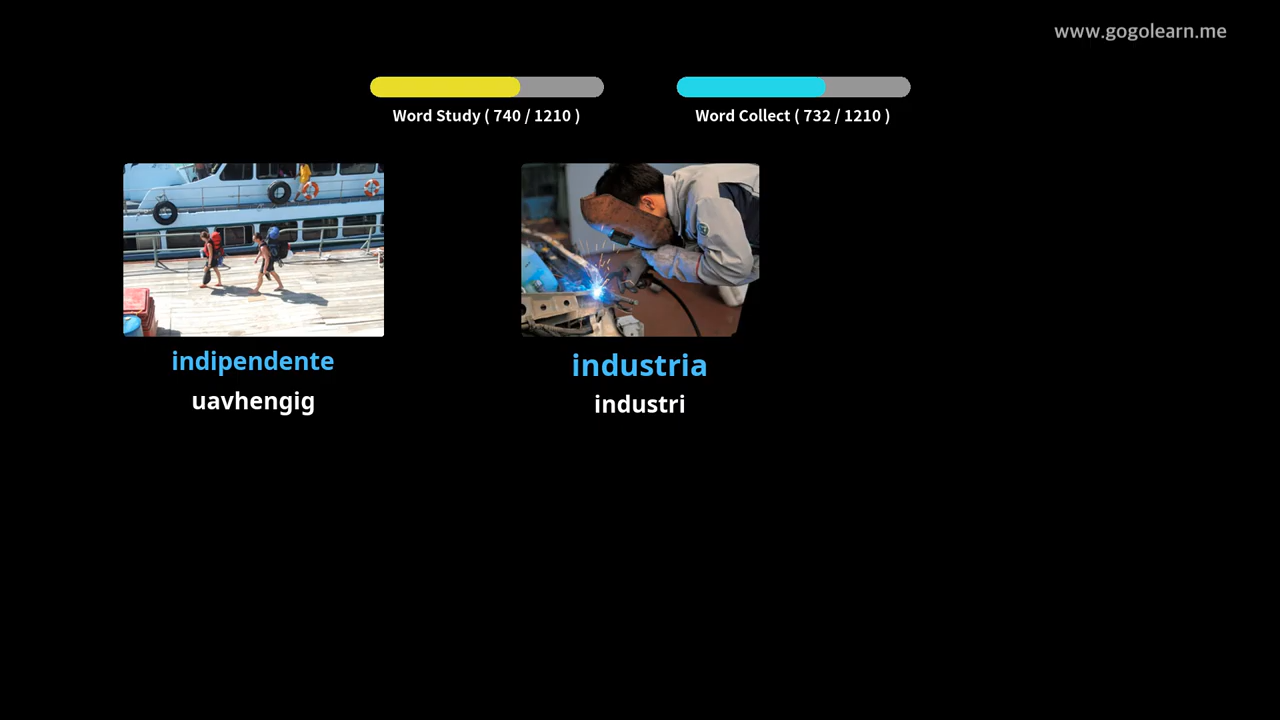 www.gogolearn.me
Word Study ( 740 / 1210 )
Word Collect ( 732 / 1210 )
indipendente
uavhengig
industria
industri